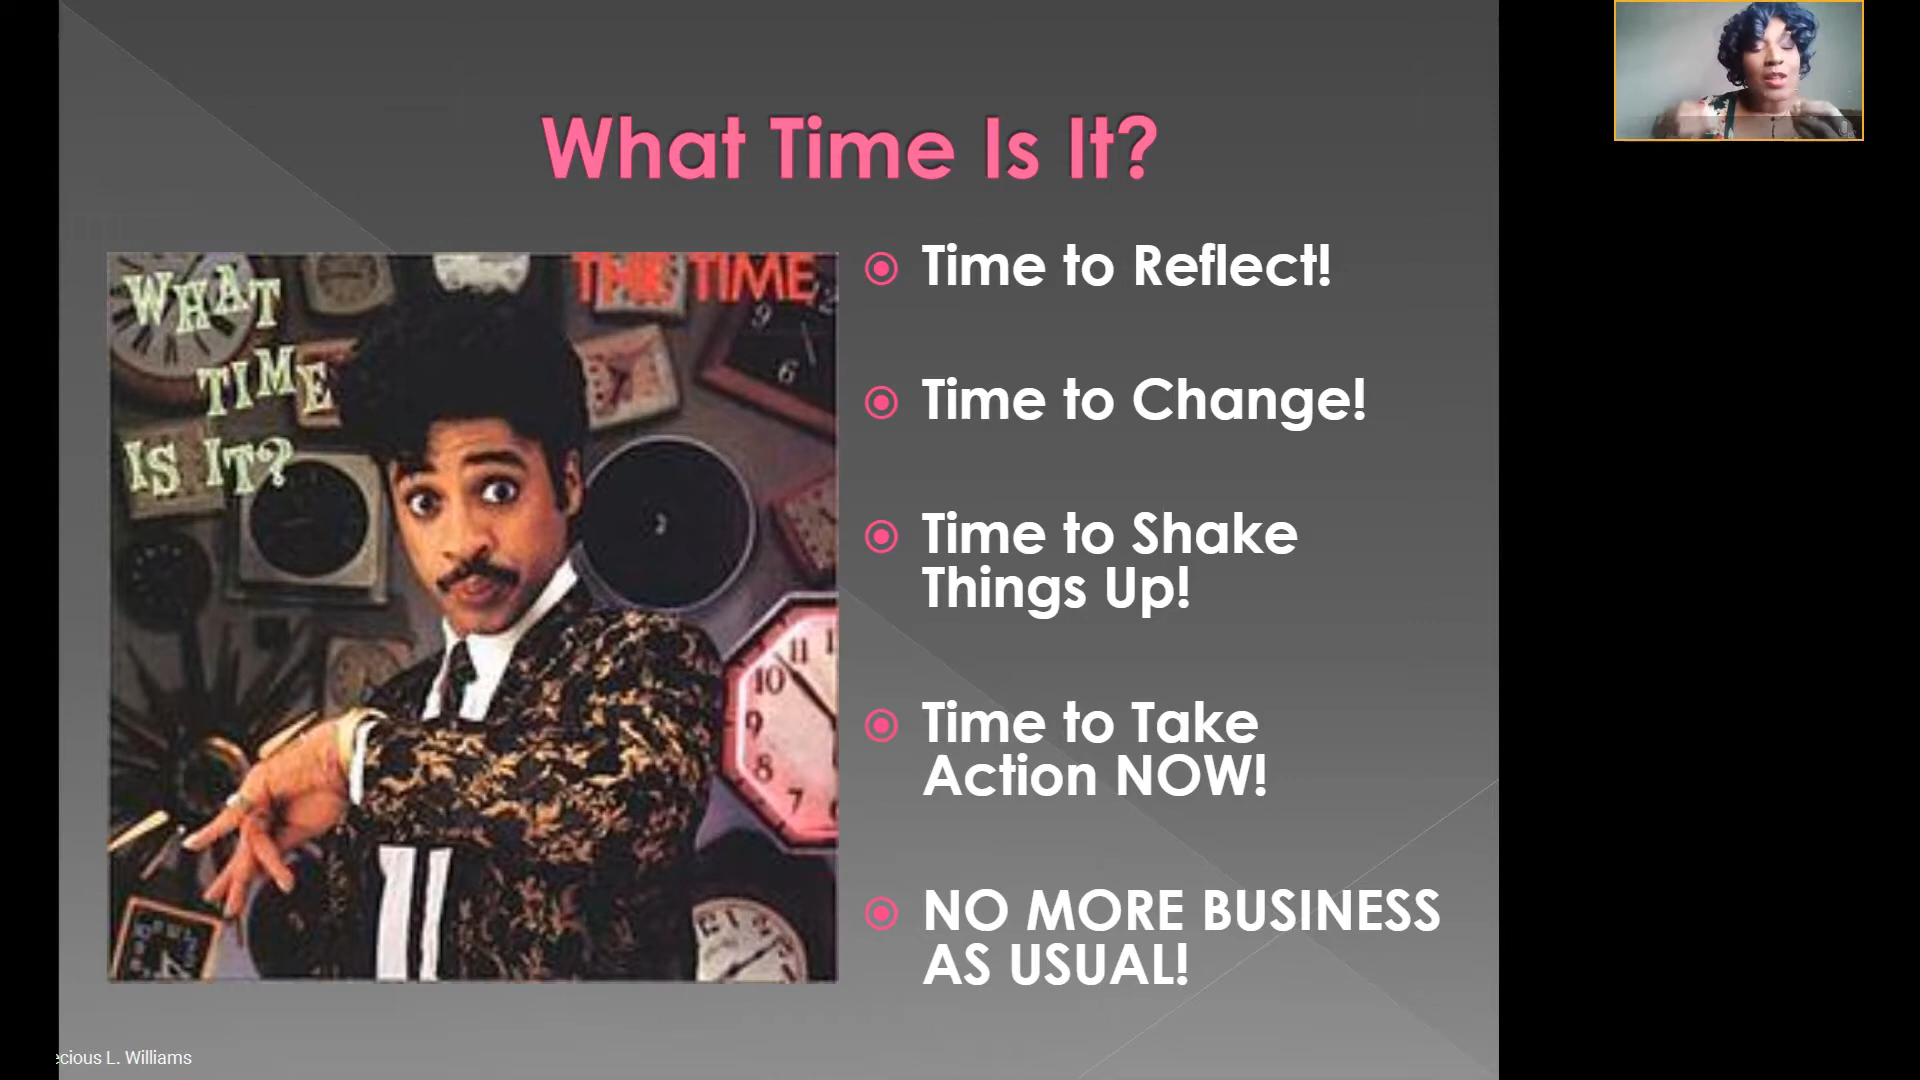 What Time Is It?
WHAT
TIME
IS IT?
THE TIME
Time to Reflect!
Time to Change!
Time to Shake
Things Up!
Time to Take
Action NOW!
NO MORE BUSINESS
AS USUAL!
ecious L. Williams